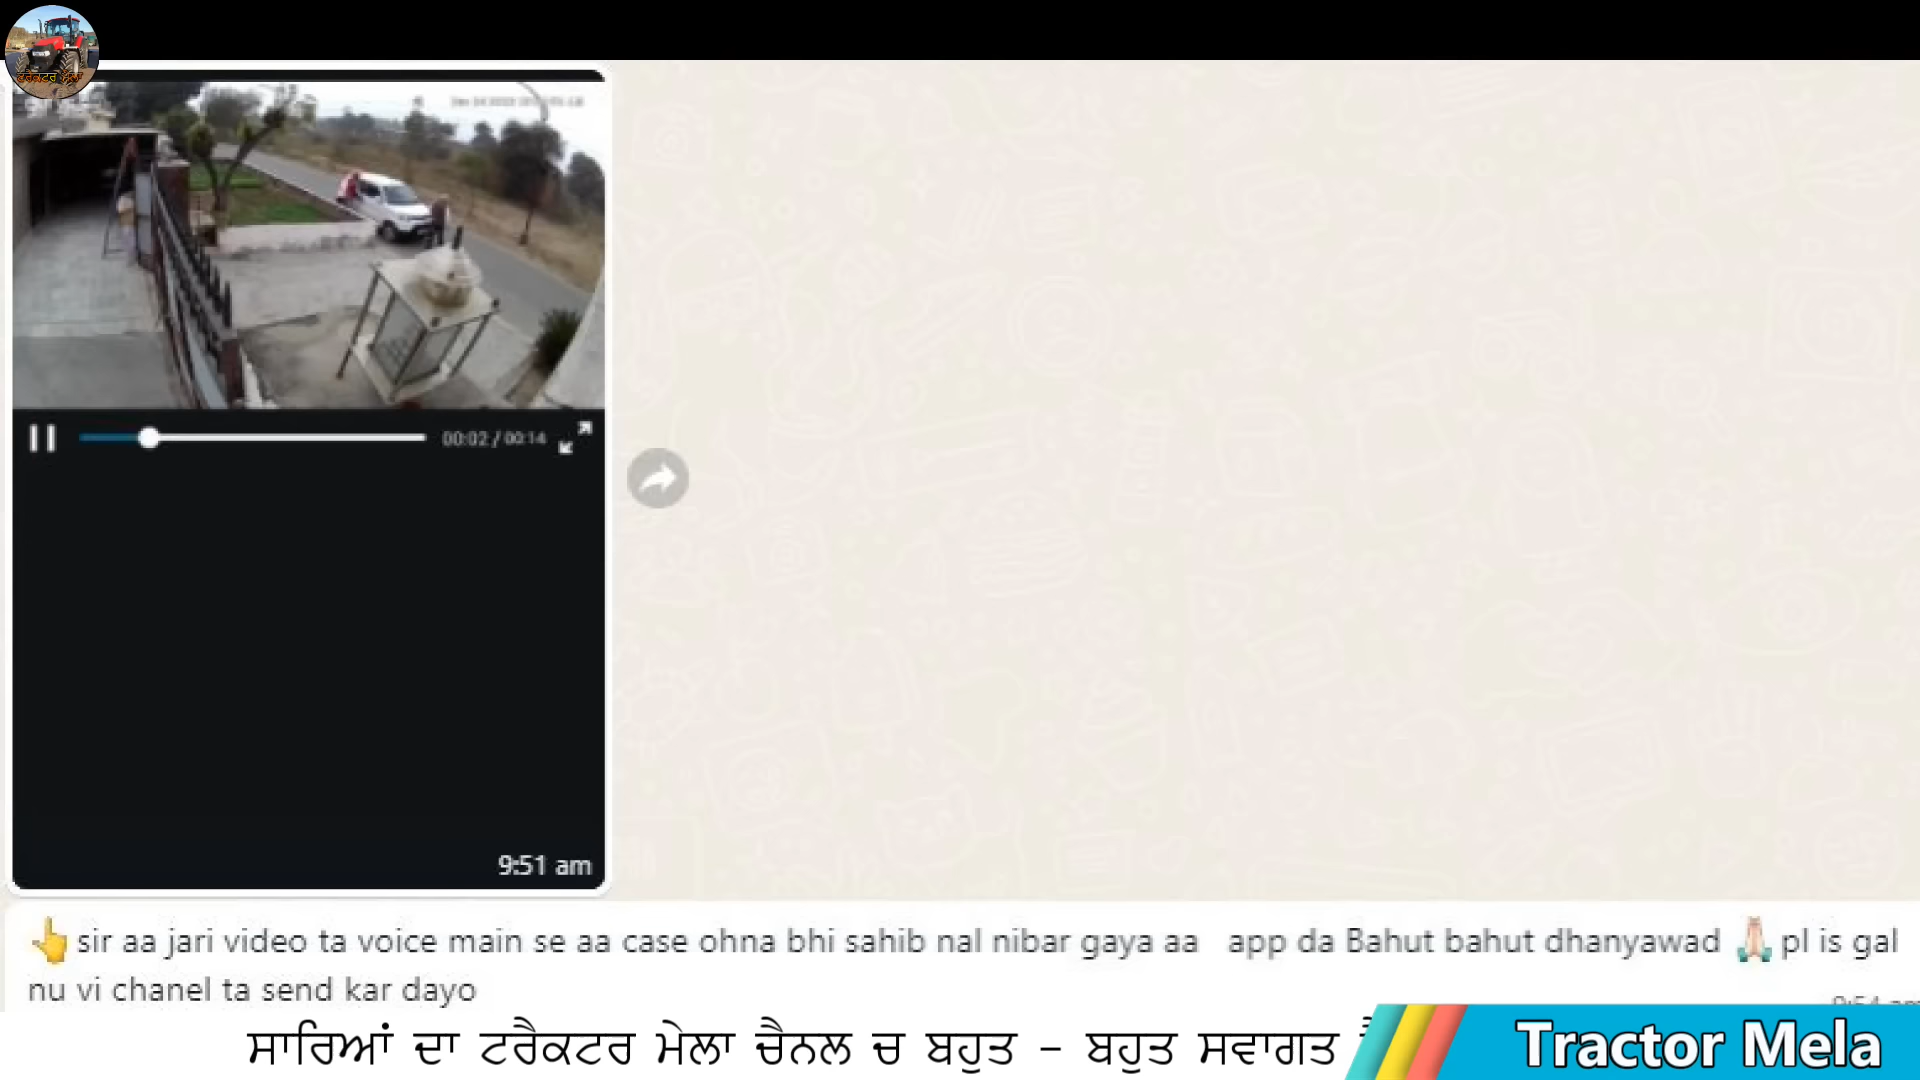 ਟਰੈਕਟਰ ਮੇਲਾ
00:02 / 00:14
9:51 am
👆sir aa jari video ta voice main se aa case ohna bhi sahib nal nibar gaya aa app da Bahut bahut dhanyawad 🙏🏻 pl is gal
nu vi chanel ta send kar dayo
ਸਾਰਿਆਂ ਦਾ ਟਰੈਕਟਰ ਮੇਲਾ ਚੈਨਲ ਚ ਬਹੁਤ - ਬਹੁਤ ਸਵਾਗਤ
Tractor Mela